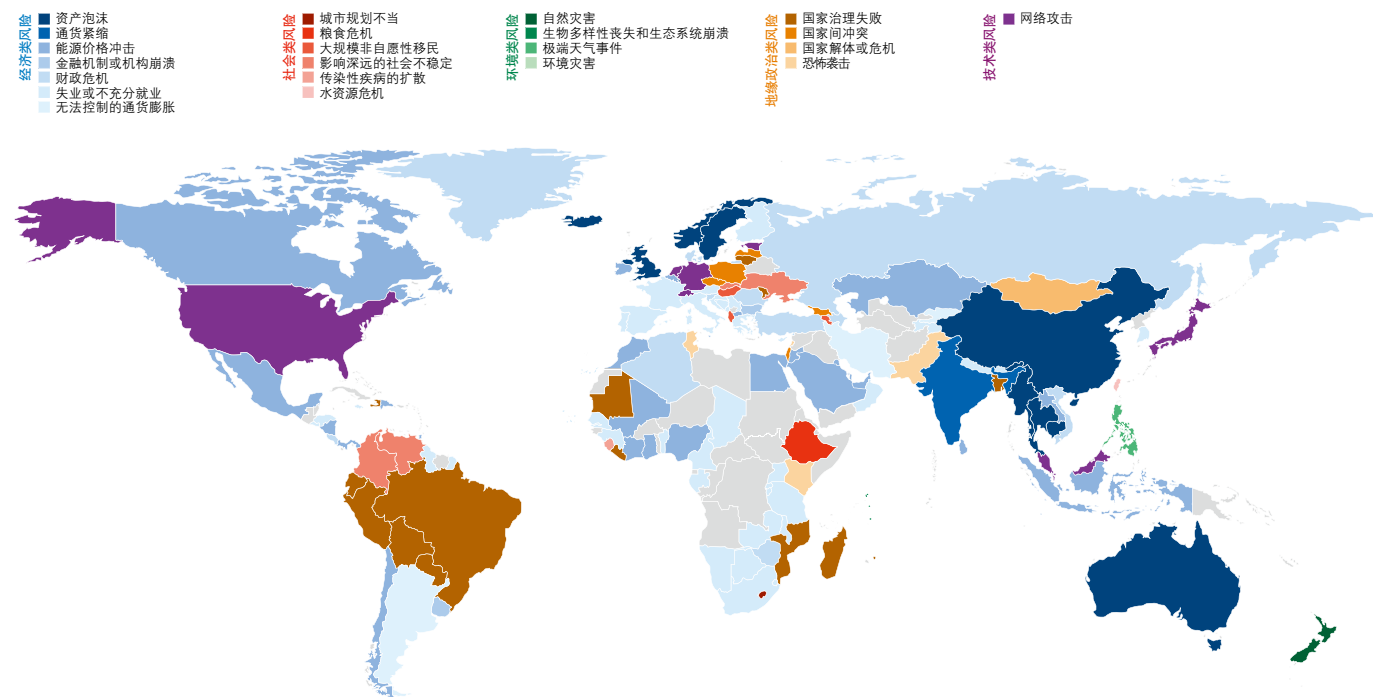 经济类风险
资产泡沫
通货紧缩
能源价格冲击
金融机制或机构崩溃
财政危机
失业或不充分就业
无法控制的通货膨胀
社会类风险
城市规划不当
粮食危机
大规模非自愿性移民
影响深远的社会不稳定
传染性疾病的扩散
水资源危机
环境类风险
自然灾害
生物多样性丧失和生态系统崩溃
极端天气事件
环境灾害
地缘政治类风险
国家治理失败
国家间冲突
国家解体或危机
恐怖袭击
技术类风险
网络攻击